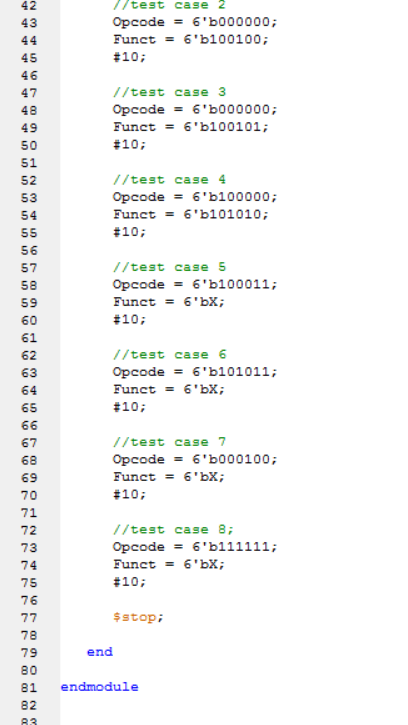 42 //test case 2
43 Opcode = 6'b000000;
44 Funct = 6'b100100;
45 #10;
46
47 //test case 3
48 Opcode = 6'b000000;
49 Funct = 6'b100101;
50 #10;
51
52 //test case 4
53 Opcode = 6'b100000;
54 Funct = 6'b101010;
55 #10;
56
57 //test case 5
58 Opcode = 6'b100011;
59 Funct = 6'bX;
60 #10;
61
62 //test case 6
63 Opcode = 6'b101011;
64 Funct = 6'bX;
65 #10;
66
67 //test case 7
68 Opcode = 6'b000100;
69 Funct = 6'bX;
70 #10;
71
72 //test case 8;
73 Opcode = 6'b111111;
74 Funct = 6'bX;
75 #10;
76
77 $stop;
78
79 end
80
81 endmodule
82
83